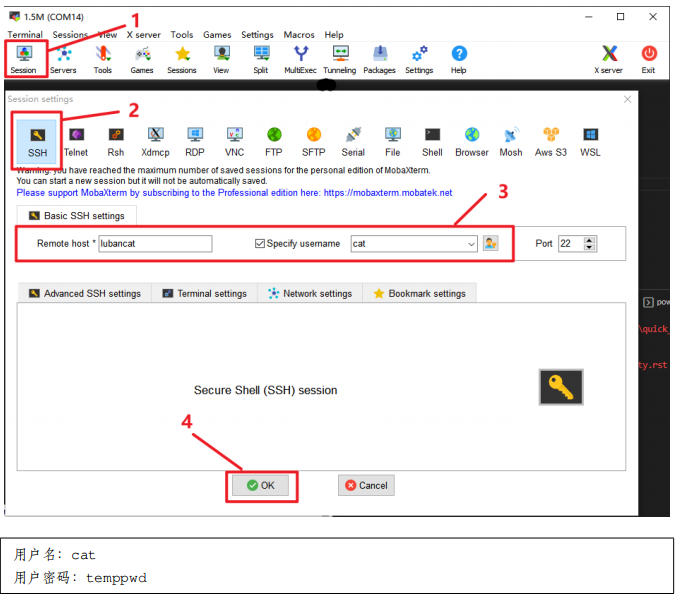 1.5M (COM14)
1
Terminal Sessions View X server Tools Games Settings Macros Help
Session Servers Tools Games Sessions View Split MultiExec Tunneling Packages Settings Help X server Exit
Session settings
2
SSH Telnet Rsh Xdmcp RDP VNC FTP SFTP Serial File Shell Browser Mosh Aws S3 WSL
Warning: you have reached the maximum number of saved sessions for the personal edition of MobaXterm.
You can start a new session but it will not be automatically saved.
Please support MobaXterm by subscribing to the Professional edition here: https://mobaxterm.mobatek.net
3
Basic SSH settings
Remote host * lubancat Specify username cat Port 22
Advanced SSH settings Terminal settings Network settings Bookmark settings
pow
\quick_
ty.rst
Secure Shell (SSH) session
4
OK Cancel
用户名: cat
用户密码: temppwd